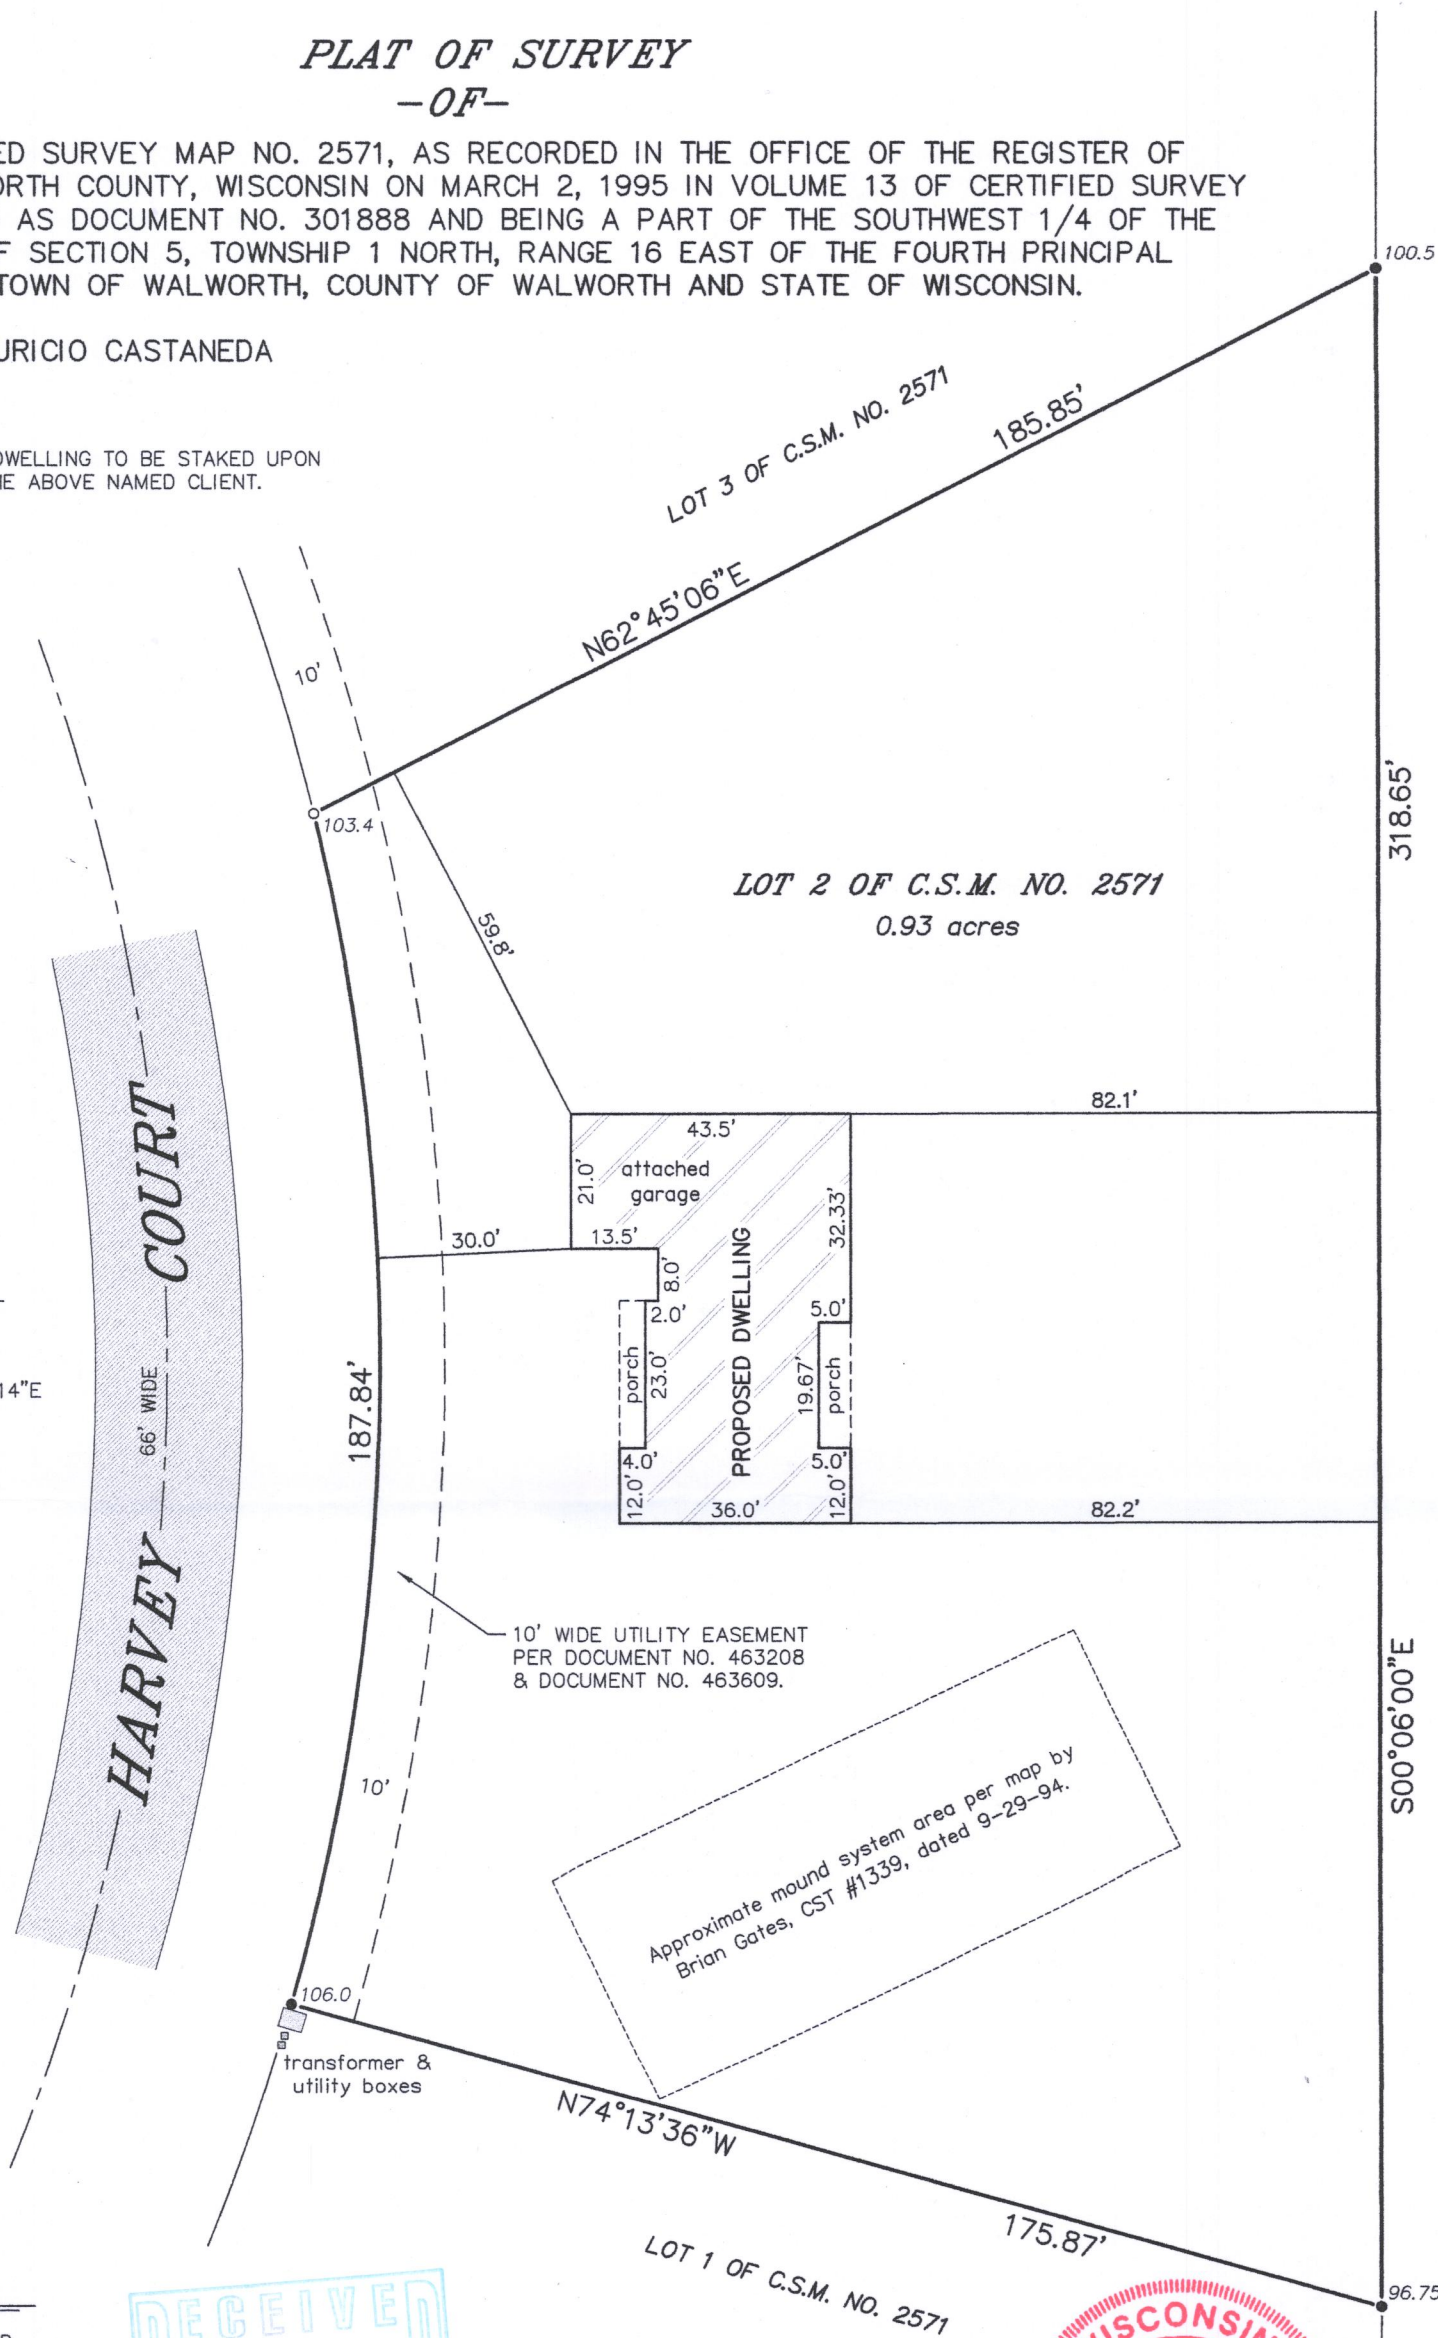 PLAT OF SURVEY
-OF-
ED SURVEY MAP NO. 2571, AS RECORDED IN THE OFFICE OF THE REGISTER OF
ORTH COUNTY, WISCONSIN ON MARCH 2, 1995 IN VOLUME 13 OF CERTIFIED SURVEY
AS DOCUMENT NO. 301888 AND BEING A PART OF THE SOUTHWEST 1/4 OF THE
F SECTION 5, TOWNSHIP 1 NORTH, RANGE 16 EAST OF THE FOURTH PRINCIPAL
TOWN OF WALWORTH, COUNTY OF WALWORTH AND STATE OF WISCONSIN.
URICIO CASTANEDA
DWELLING TO BE STAKED UPON
HE ABOVE NAMED CLIENT.
100.5
LOT 3 OF C.S.M. NO. 2571
185.85'
N62°45'06"E
10'
103.4
318.65'
LOT 2 OF C.S.M. NO. 2571
0.93 acres
59.8'
82.1'
43.5'
21.0'
attached
garage
32.33'
30.0'
13.5'
8.0'
2.0'
5.0'
porch
23.0'
PROPOSED DWELLING
19.67'
porch
4.0'
5.0'
12.0'
36.0'
12.0'
82.2'
HARVEY COURT
66' WIDE
14"E
187.84'
10' WIDE UTILITY EASEMENT
PER DOCUMENT NO. 463208
& DOCUMENT NO. 463609.
S00°06'00"E
10'
Approximate mound system area per map by
Brian Gates, CST #1339, dated 9-29-94.
106.0
transformer &
utility boxes
N74°13'36"W
175.87'
LOT 1 OF C.S.M. NO. 2571
96.75
RECEIVED
WISCONSIN